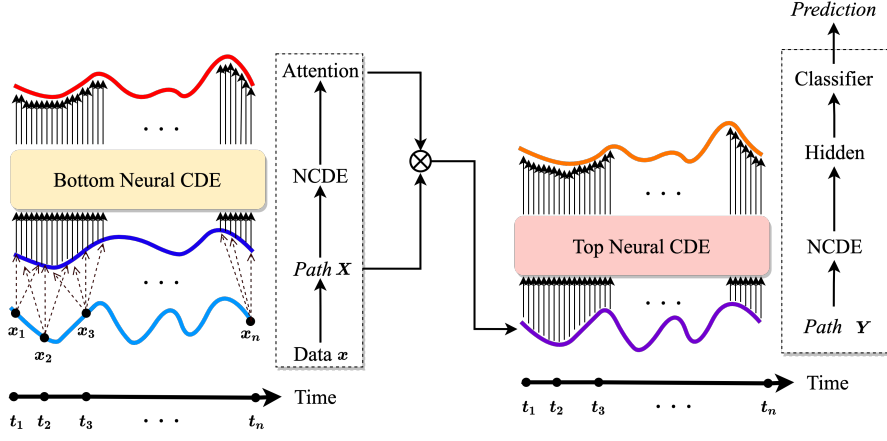 Prediction
Attention
Classifier
. . .
Bottom Neural CDE
NCDE
⊗
Hidden
. . .
Top Neural CDE
NCDE
Path X
. . .
. . .
x₁
x₂
x₃
xₙ
Data x
Path Y
Time
t₁ t₂ t₃ . . . tₙ
Time
t₁ t₂ t₃ . . . tₙ